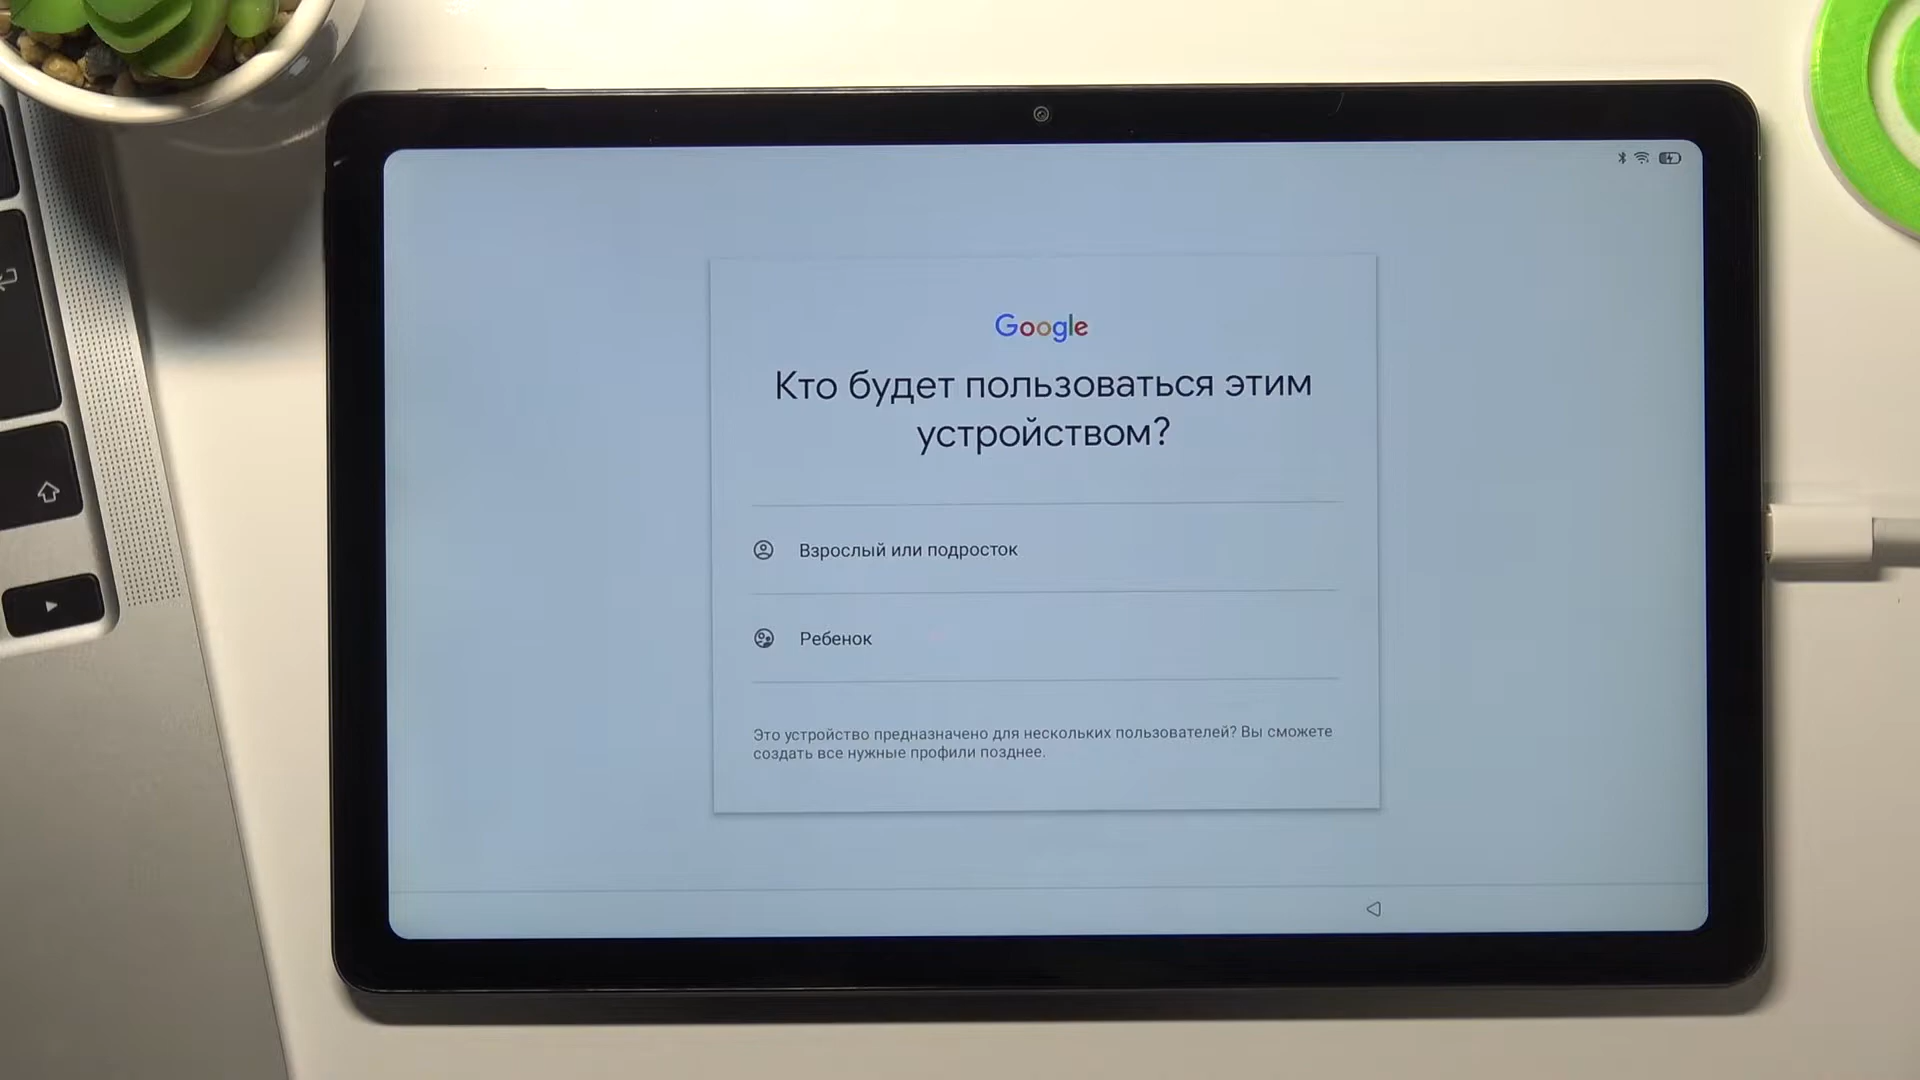 Google
Кто будет пользоваться этим
устройством?
Взрослый или подросток
Ребенок
Это устройство предназначено для нескольких пользователей? Вы сможете
создать все нужные профили позднее.